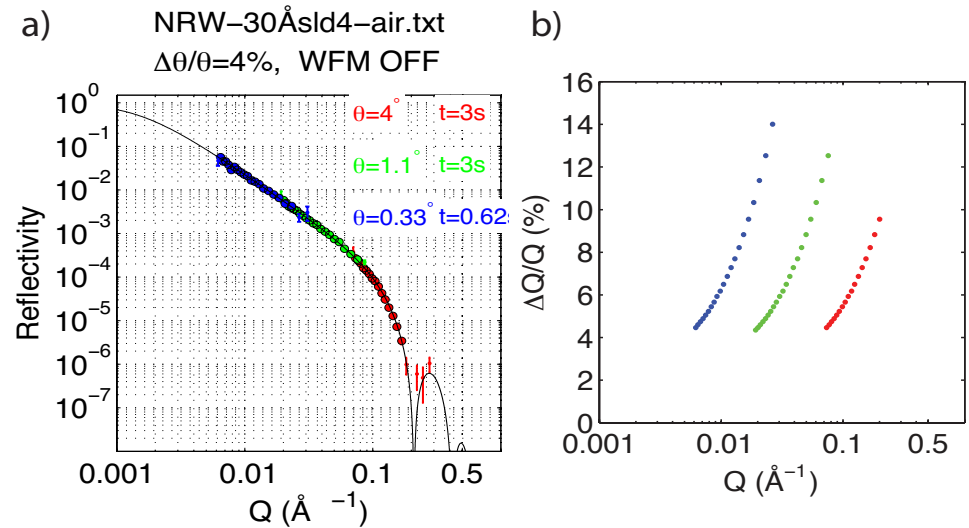 a)
NRW−30Åsld4−air.txt
Δθ/θ=4%, WFM OFF
10⁰
10⁻¹
10⁻²
10⁻³
10⁻⁴
10⁻⁵
10⁻⁶
10⁻⁷
Reflectivity
θ=4° t=3s
θ=1.1° t=3s
θ=0.33° t=0.62s
0.001 0.01 0.1 0.5
Q (Å ⁻¹)
b)
16
14
12
10
8
6
4
2
0
ΔQ/Q (%)
0.001 0.01 0.1 0.5
Q (Å⁻¹)